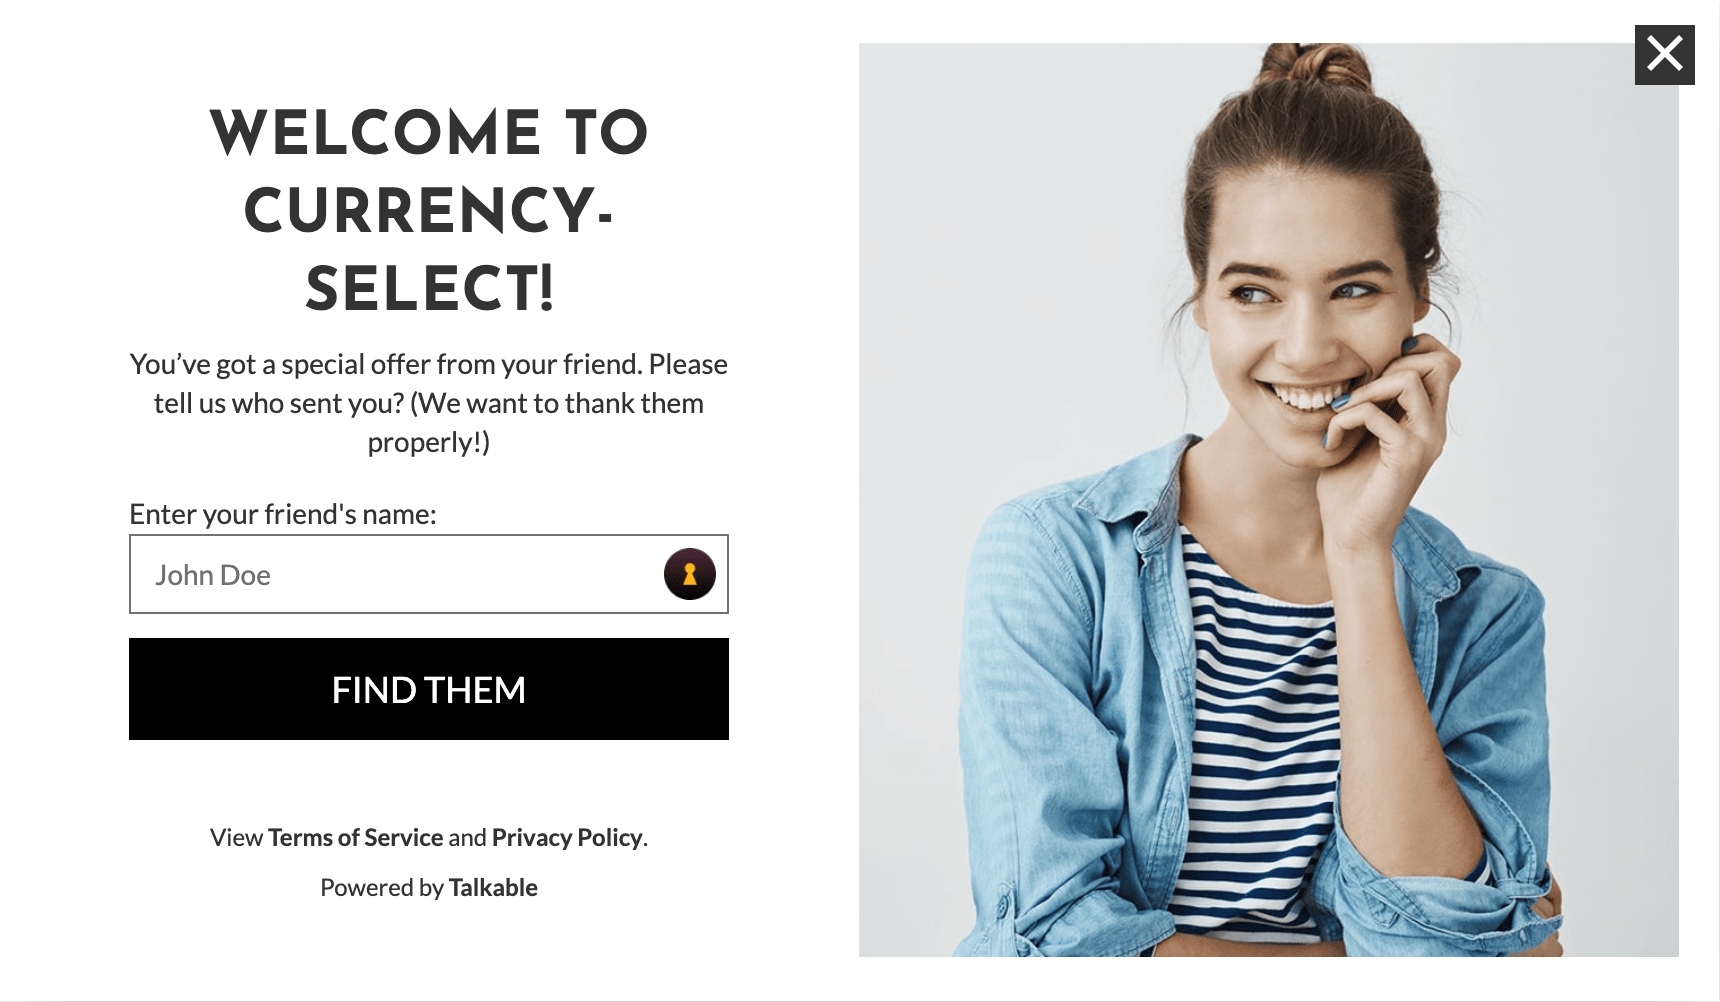 WELCOME TO
CURRENCY-
SELECT!
You’ve got a special offer from your friend. Please
tell us who sent you? (We want to thank them
properly!)
Enter your friend's name:
John Doe
FIND THEM
View Terms of Service and Privacy Policy.
Powered by Talkable